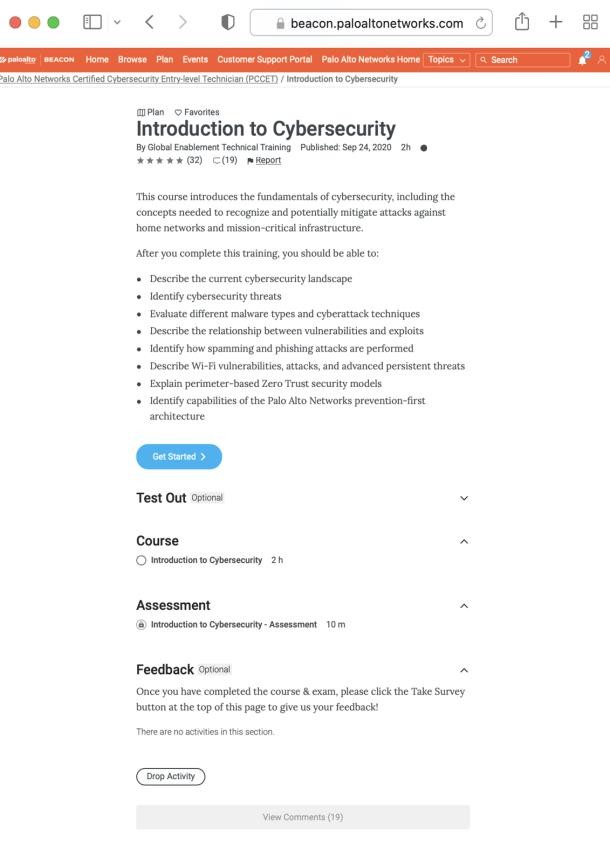 beacon.paloaltonetworks.com
paloalto BEACON Home Browse Plan Events Customer Support Portal Palo Alto Networks Home Topics Search 2
Palo Alto Networks Certified Cybersecurity Entry-level Technician (PCCET) / Introduction to Cybersecurity
Plan Favorites
Introduction to Cybersecurity
By Global Enablement Technical Training Published: Sep 24, 2020 2h
(32) (19) Report
This course introduces the fundamentals of cybersecurity, including the
concepts needed to recognize and potentially mitigate attacks against
home networks and mission-critical infrastructure.
After you complete this training, you should be able to:
• Describe the current cybersecurity landscape
• Identify cybersecurity threats
• Evaluate different malware types and cyberattack techniques
• Describe the relationship between vulnerabilities and exploits
• Identify how spamming and phishing attacks are performed
• Describe Wi-Fi vulnerabilities, attacks, and advanced persistent threats
• Explain perimeter-based Zero Trust security models
• Identify capabilities of the Palo Alto Networks prevention-first
architecture
Get Started
Test Out Optional
Course
Introduction to Cybersecurity 2 h
Assessment
Introduction to Cybersecurity - Assessment 10 m
Feedback Optional
Once you have completed the course & exam, please click the Take Survey
button at the top of this page to give us your feedback!
There are no activities in this section.
Drop Activity
View Comments (19)